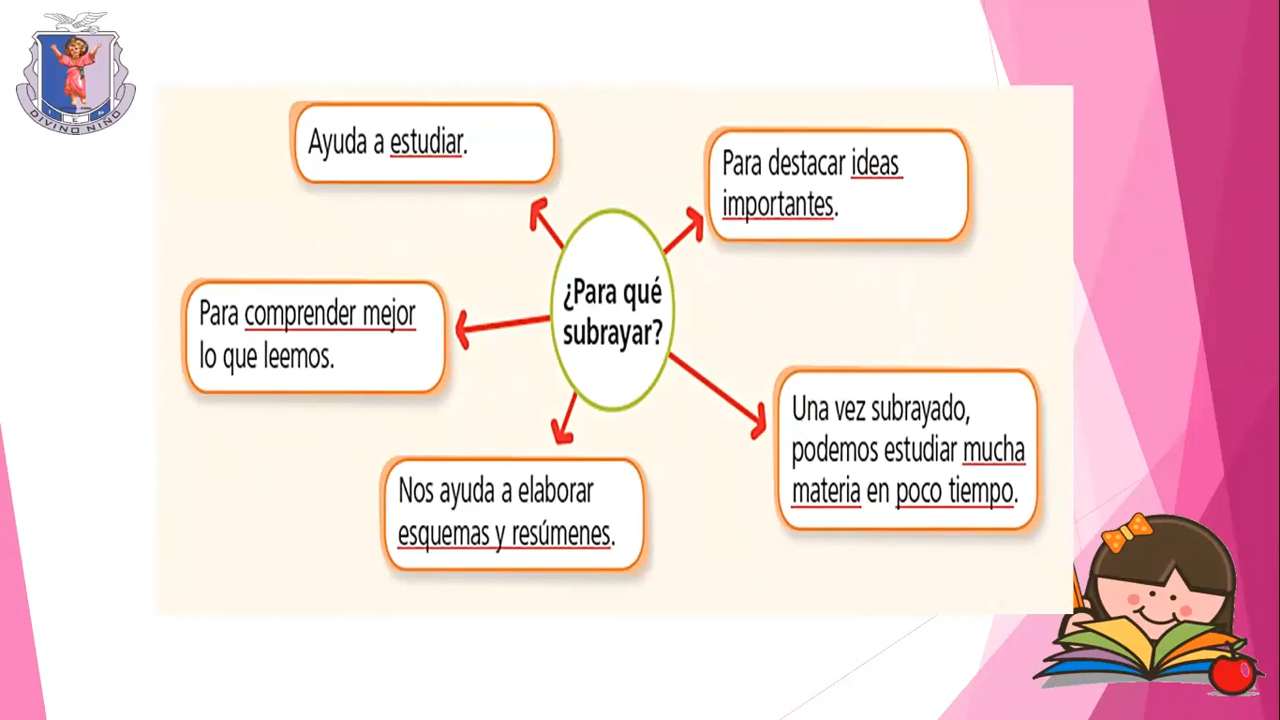 DIVINO NIÑO
I E P
Ayuda a estudiar.
Para destacar ideas
importantes.
¿Para qué
subrayar?
Para comprender mejor
lo que leemos.
Una vez subrayado,
podemos estudiar mucha
materia en poco tiempo.
Nos ayuda a elaborar
esquemas y resúmenes.